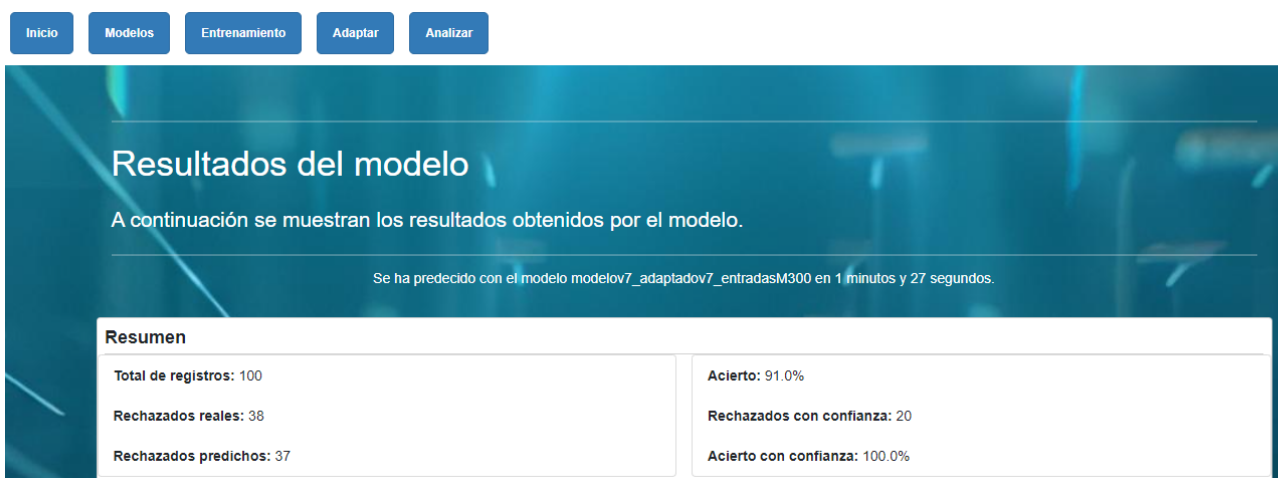 Inicio Modelos Entrenamiento Adaptar Analizar
Resultados del modelo
A continuación se muestran los resultados obtenidos por el modelo.
Se ha predecido con el modelo modelov7_adaptadov7_entradasM300 en 1 minutos y 27 segundos.
Resumen
Total de registros: 100
Rechazados reales: 38
Rechazados predichos: 37
Acierto: 91.0%
Rechazados con confianza: 20
Acierto con confianza: 100.0%